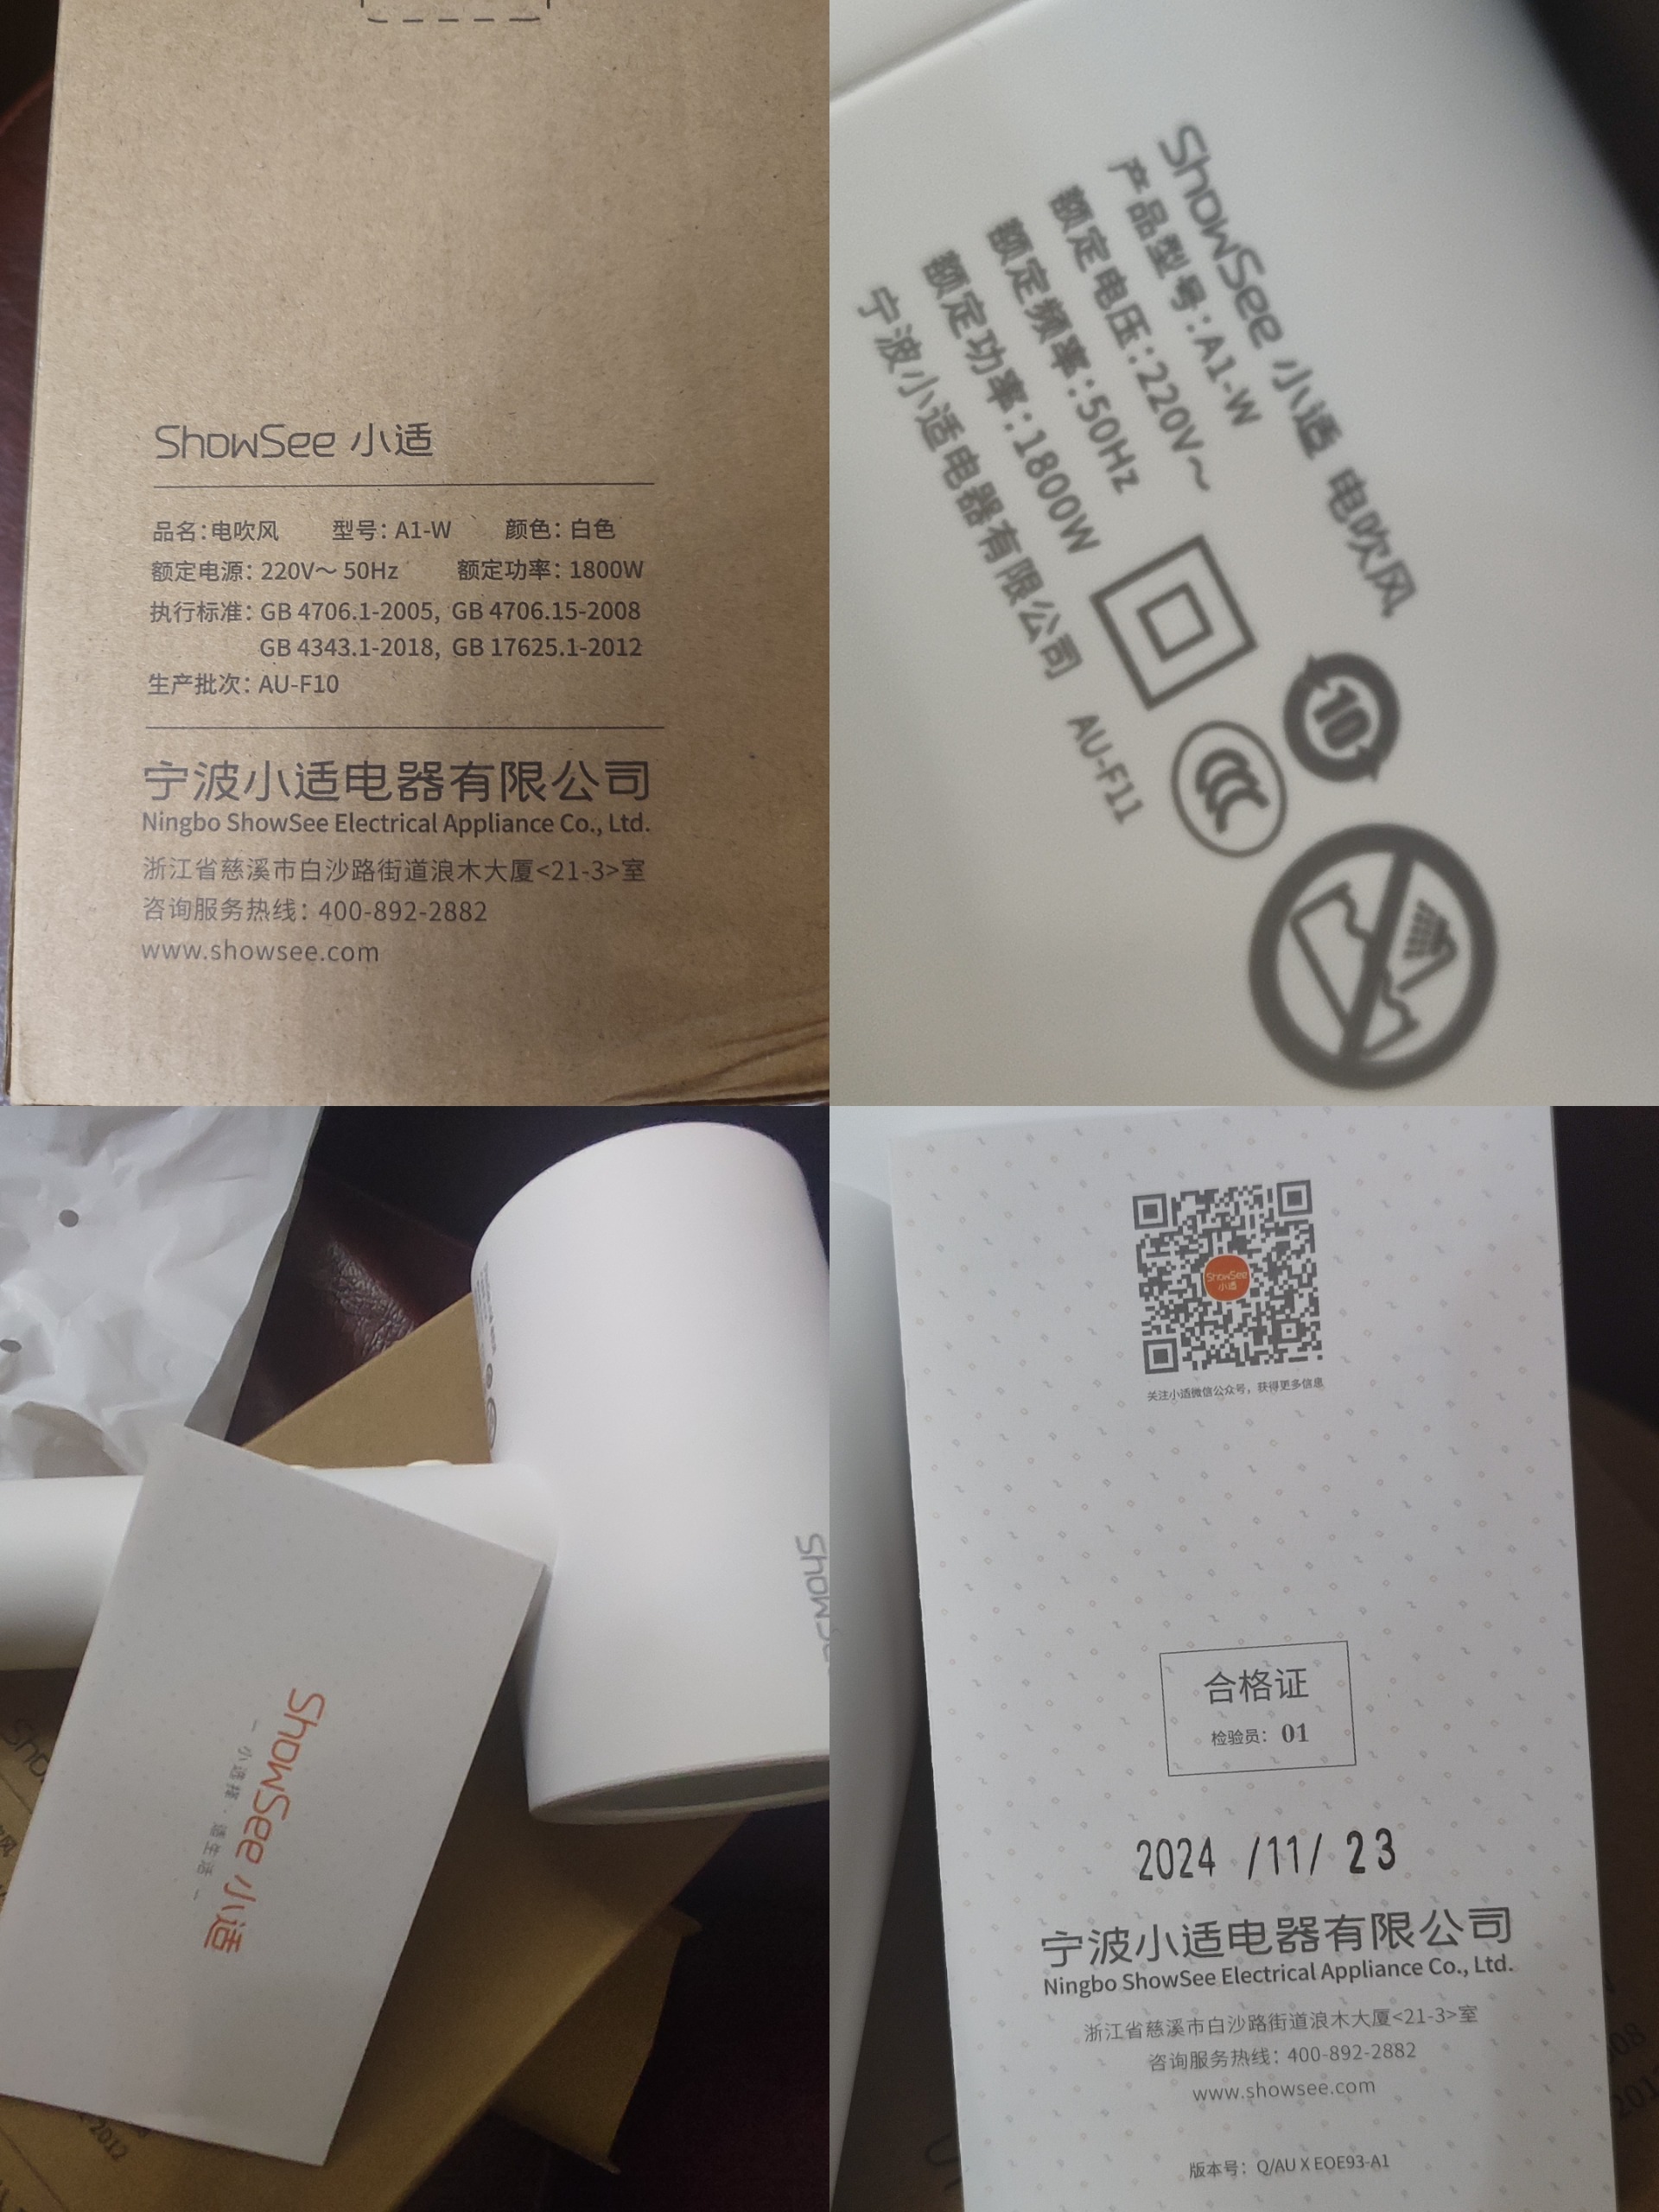 ShowSee 小适
品名：电吹风 型号：A1-W 颜色：白色
额定电源：220V～ 50Hz 额定功率：1800W
执行标准：GB 4706.1-2005, GB 4706.15-2008
GB 4343.1-2018, GB 17625.1-2012
生产批次：AU-F10
宁波小适电器有限公司
Ningbo ShowSee Electrical Appliance Co., Ltd.
浙江省慈溪市白沙路街道浪木大厦<21-3>室
咨询服务热线：400-892-2882
www.showsee.com
ShowSee 小适 电吹风
产品型号：A1-W
额定电压：220V～
额定频率：50Hz
额定功率：1800W
宁波小适电器有限公司 AU-F11
10
ShowSee
ShowSee 小适
– 小选择、适生活 –
2012
ShowSee
小适
关注小适微信公众号，获得更多信息
合格证
检验员：01
2024 /11/ 23
宁波小适电器有限公司
Ningbo ShowSee Electrical Appliance Co., Ltd.
浙江省慈溪市白沙路街道浪木大厦<21-3>室
咨询服务热线：400-892-2882
www.showsee.com
版本号：Q/AU X EOE93-A1